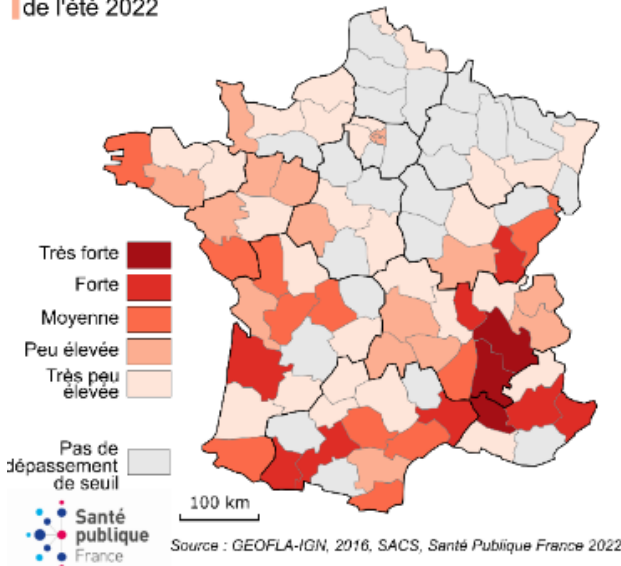 de l'été 2022
Très forte
Forte
Moyenne
Peu élevée
Très peu
élevée
Pas de
dépassement
de seuil
100 km
Santé
publique
France
Source : GEOFLA-IGN, 2016, SACS, Santé Publique France 2022